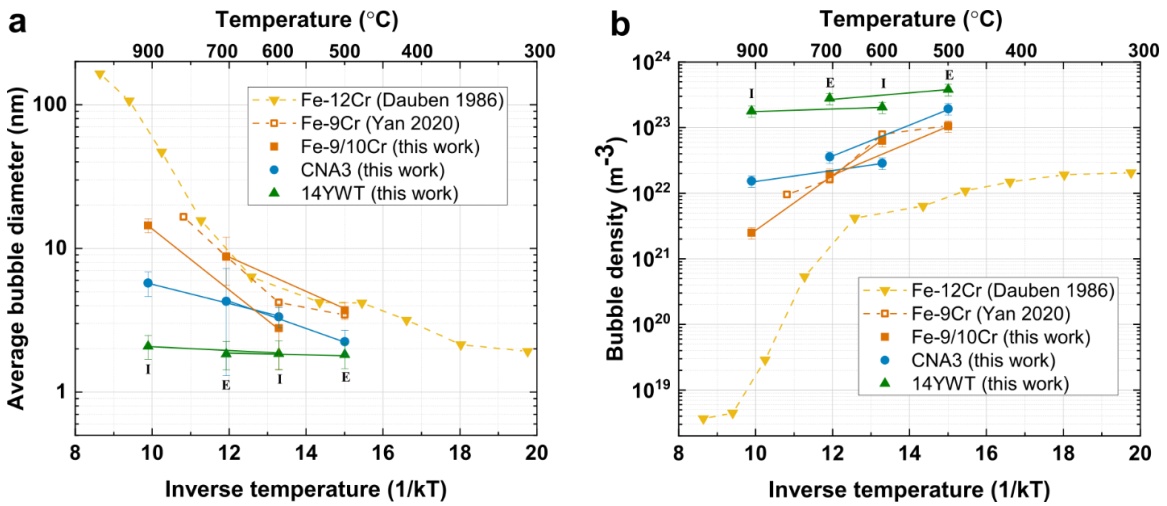 a
Temperature (°C)
900 700 600 500 400 300
Average bubble diameter (nm)
100
10
1
Fe-12Cr (Dauben 1986)
Fe-9Cr (Yan 2020)
Fe-9/10Cr (this work)
CNA3 (this work)
14YWT (this work)
I E I E
8 10 12 14 16 18 20
Inverse temperature (1/kT)
b
Temperature (°C)
900 700 600 500 400 300
Bubble density (m⁻³)
10²⁴
10²³
10²²
10²¹
10²⁰
10¹⁹
I E I E
Fe-12Cr (Dauben 1986)
Fe-9Cr (Yan 2020)
Fe-9/10Cr (this work)
CNA3 (this work)
14YWT (this work)
8 10 12 14 16 18 20
Inverse temperature (1/kT)